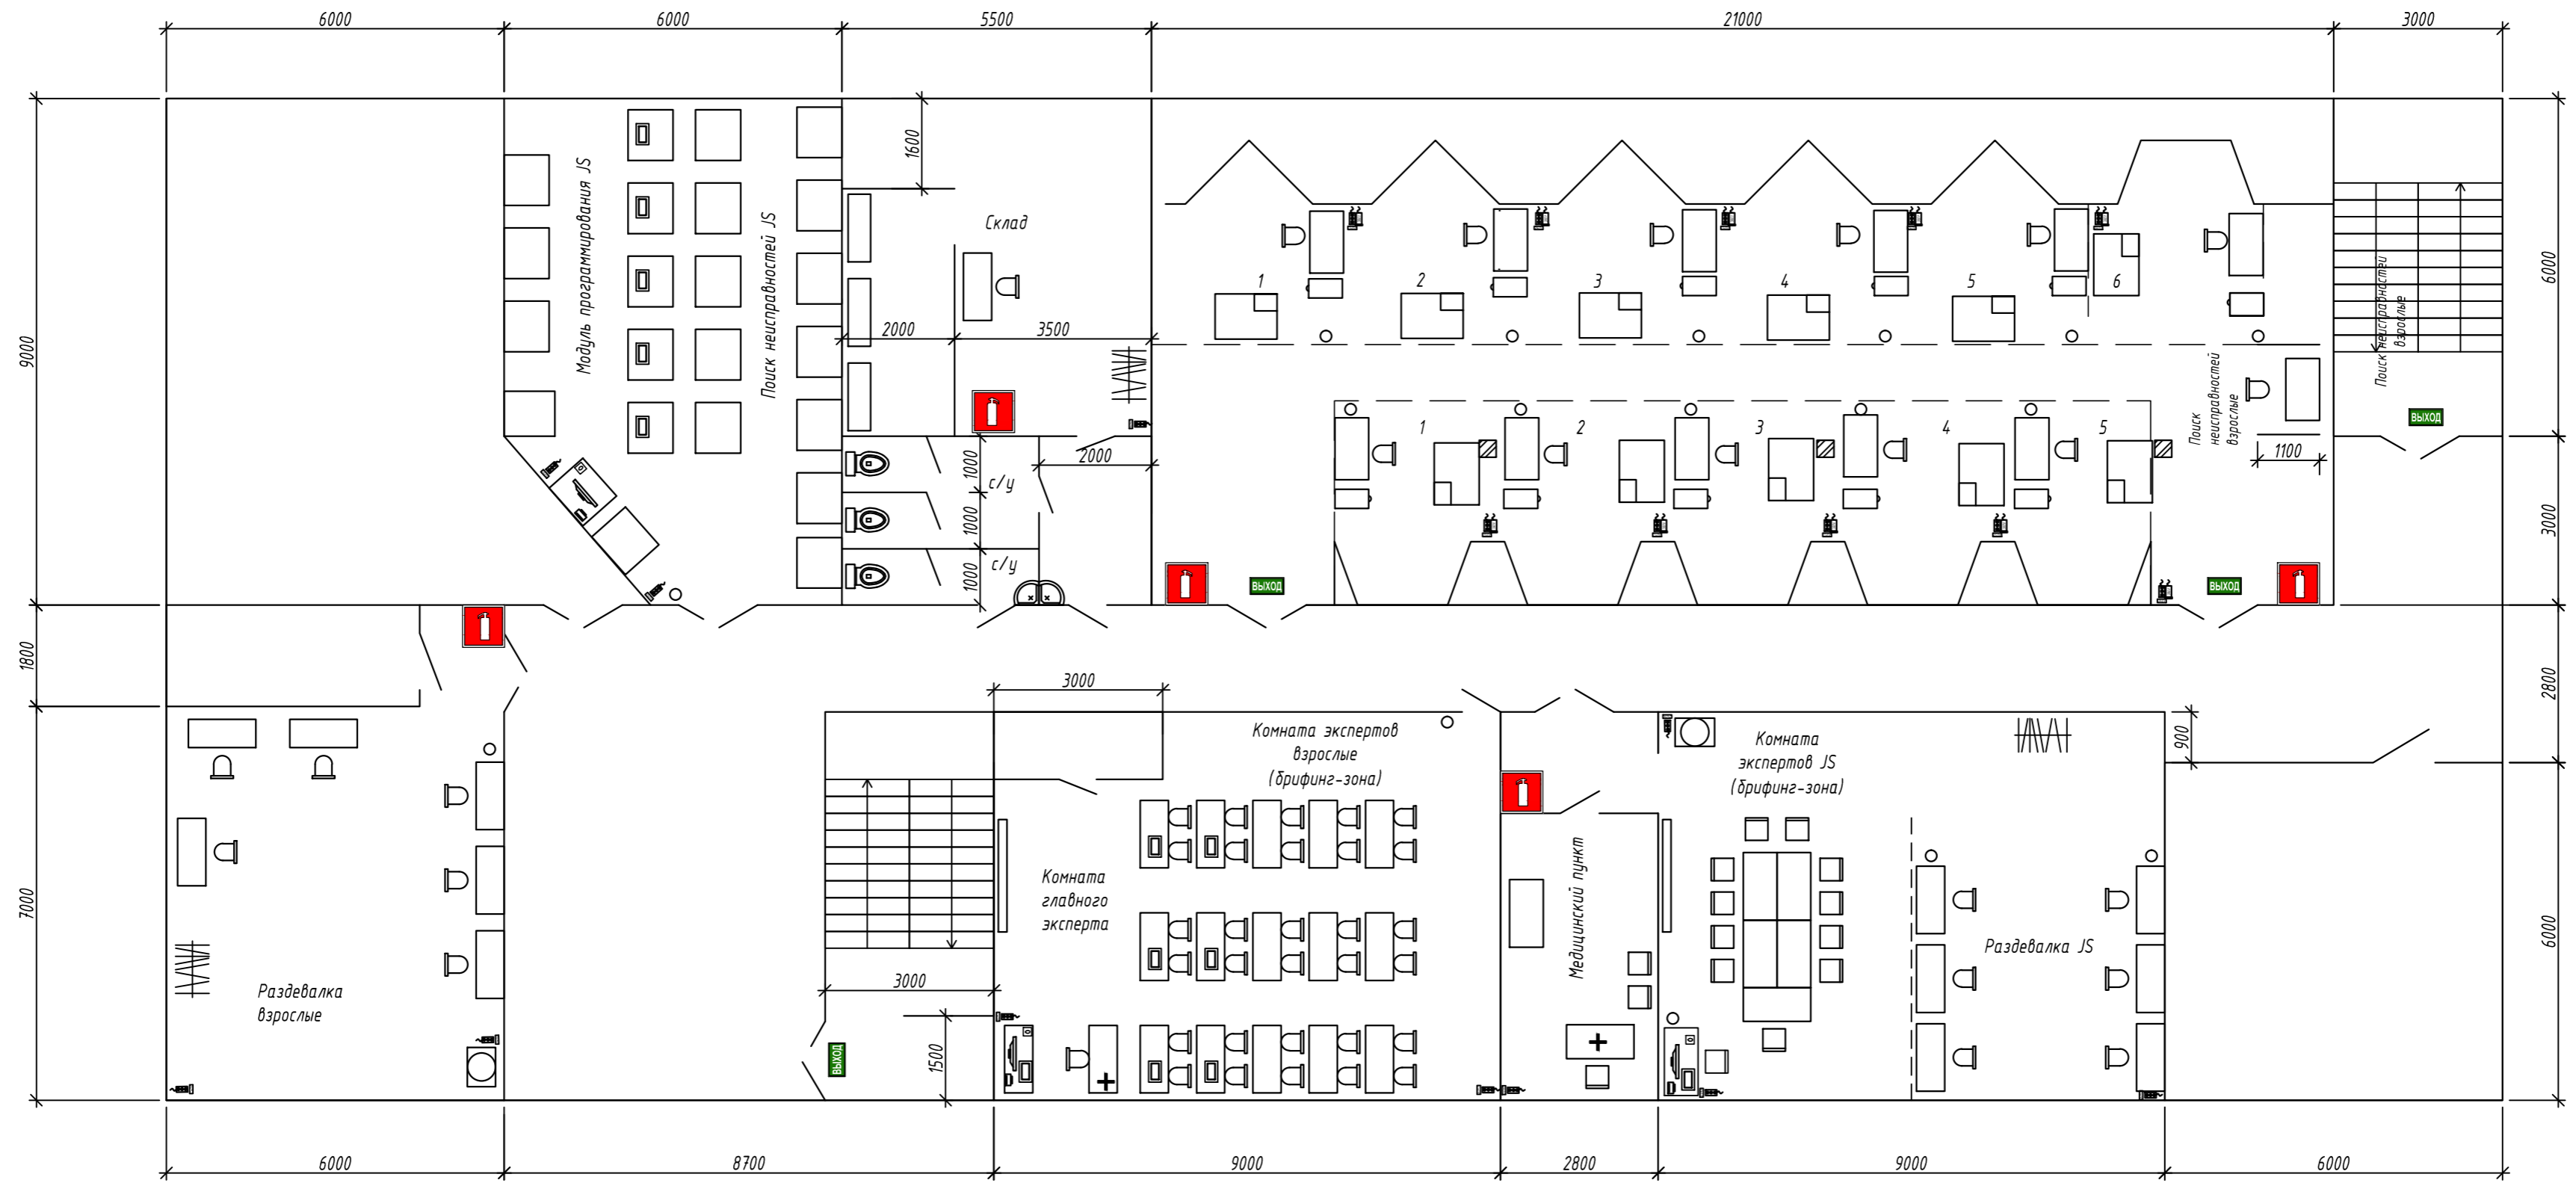 6000
6000
5500
21000
3000
9000
1800
7000
Модуль программирования JS
Поиск неисправностей JS
1600
Склад
2000
3500
1000
1000
1000
с/у
с/у
2000
1
2
3
4
5
6
1
2
3
4
5
Поиск неисправностей
взрослые
Поиск
неисправностей
взрослые
1100
ВЫХОД
ВЫХОД
ВЫХОД
6000
3000
2800
6000
3000
Комната экспертов
взрослые
(брифинг-зона)
Комната
экспертов JS
(брифинг-зона)
900
Комната
главного
эксперта
Медицинский пункт
Раздевалка JS
Раздевалка
взрослые
3000
1500
ВЫХОД
6000
8700
9000
2800
9000
6000